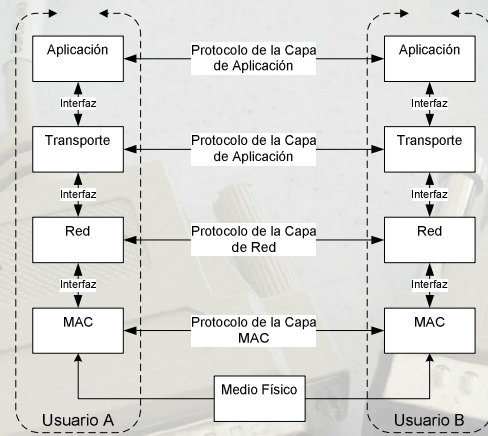 Aplicación
Protocolo de la Capa
de Aplicación
Aplicación
Interfaz
Interfaz
Transporte
Protocolo de la Capa
de Aplicación
Transporte
Interfaz
Interfaz
Red
Protocolo de la Capa
de Red
Red
Interfaz
Interfaz
MAC
Protocolo de la Capa
MAC
MAC
Medio Físico
Usuario A
Usuario B